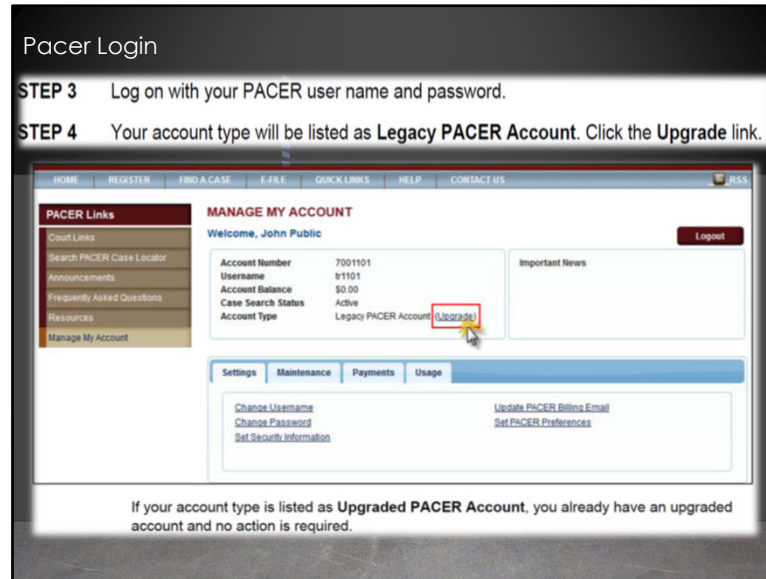 Pacer Login
STEP 3 Log on with your PACER user name and password.
STEP 4 Your account type will be listed as Legacy PACER Account. Click the Upgrade link.
HOME REGISTER FIND A CASE E-FILE QUICK LINKS HELP CONTACT US RSS
PACER Links
Court Links
Search PACER Case Locator
Announcements
Frequently Asked Questions
Resources
Manage My Account
MANAGE MY ACCOUNT
Welcome, John Public
Logout
Account Number 7001101
Username tr1101
Account Balance $0.00
Case Search Status Active
Account Type Legacy PACER Account (Upgrade)
Important News
Settings Maintenance Payments Usage
Change Username
Change Password
Set Security Information
Update PACER Billing Email
Set PACER Preferences
If your account type is listed as Upgraded PACER Account, you already have an upgraded
account and no action is required.